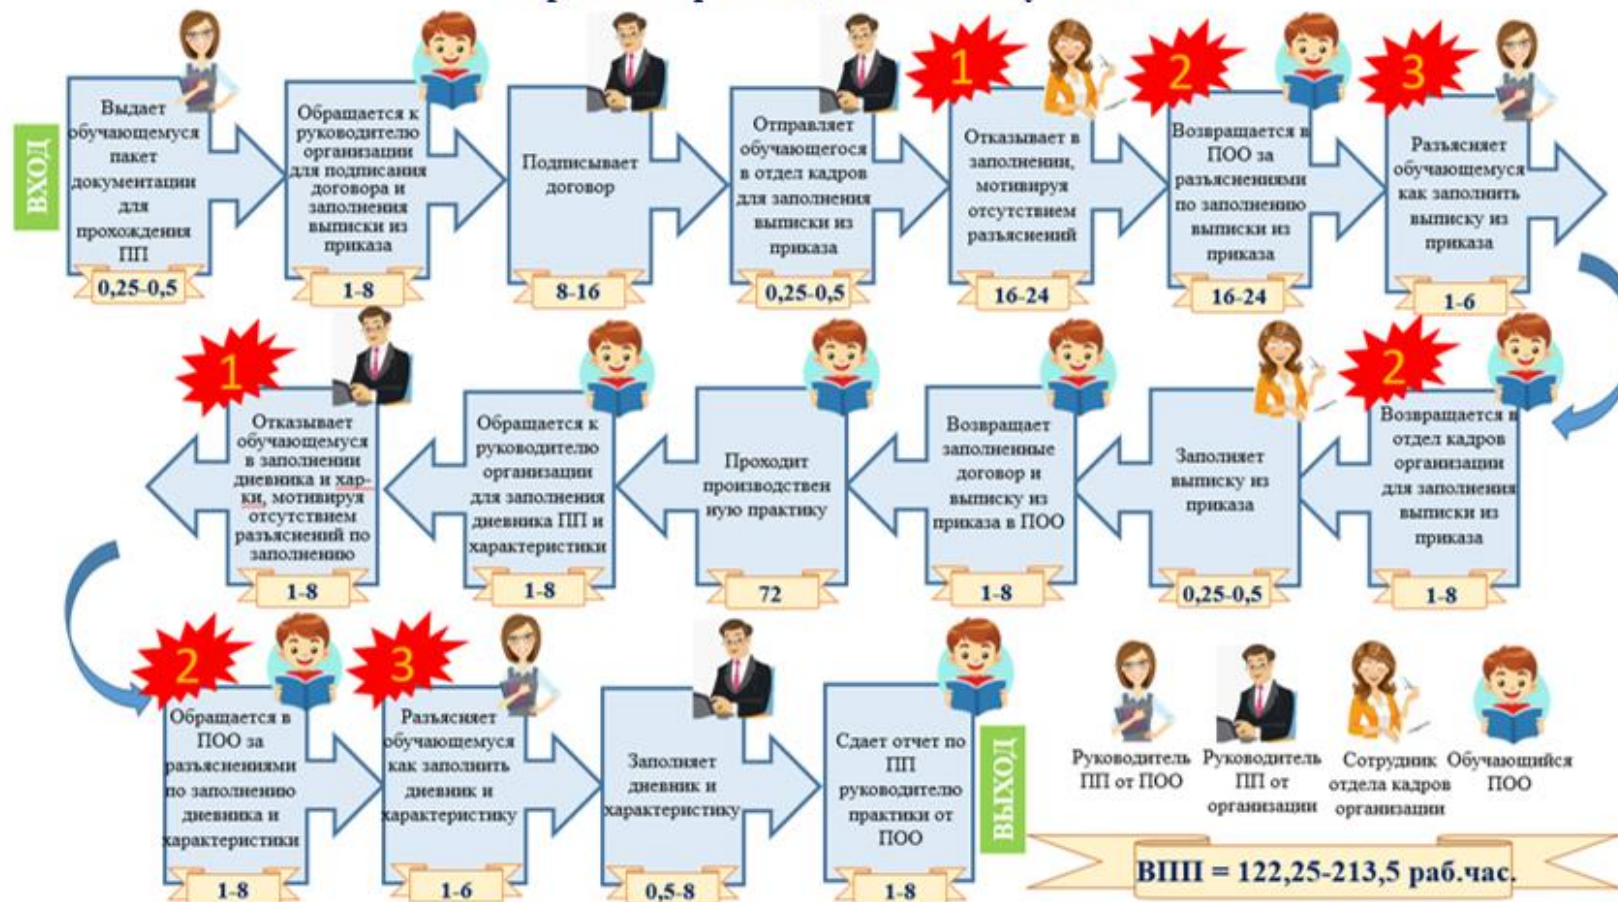 ВХОД
1
2
3
Выдает
обучающемуся
пакет
документации
для
прохождения
ПП
0,25-0,5
Обращается к
руководителю
организации
для подписания
договора и
заполнения
выписки из
приказа
1-8
Подписывает
договор
8-16
Отправляет
обучающегося
в отдел кадров
для заполнения
выписки из
приказа
0,25-0,5
Отказывает в
заполнении,
мотивируя
отсутствием
разъяснений
16-24
Возвращается в
ПОО за
разъяснениями
по заполнению
выписки из
приказа
16-24
Разъясняет
обучающемуся
как заполнить
выписку из
приказа
1-6
2
Возвращается в
отдел кадров
организации
для заполнения
выписки из
приказа
1-8
Заполняет
выписку из
приказа
0,25-0,5
Возвращает
заполненные
договор и
выписку из
приказа в ПОО
1-8
Проходит
производствен
ную практику
72
Обращается к
руководителю
организации
для заполнения
дневника ПП и
характеристики
1-8
1
Отказывает
обучающемуся
в заполнении
дневника и хар-
ки, мотивируя
отсутствием
разъяснений по
заполнению
1-8
2
Обращается в
ПОО за
разъяснениями
по заполнению
дневника и
характеристики
1-8
3
Разъясняет
обучающемуся
как заполнить
дневник и
характеристику
1-6
Заполняет
дневник и
характеристику
0,5-8
Сдает отчет по
ПП
руководителю
практики от
ПОО
1-8
ВЫХОД
Руководитель
ПП от ПОО
Руководитель
ПП от
организации
Сотрудник
отдела кадров
организации
Обучающийся
ПОО
ВПП = 122,25-213,5 раб.час.